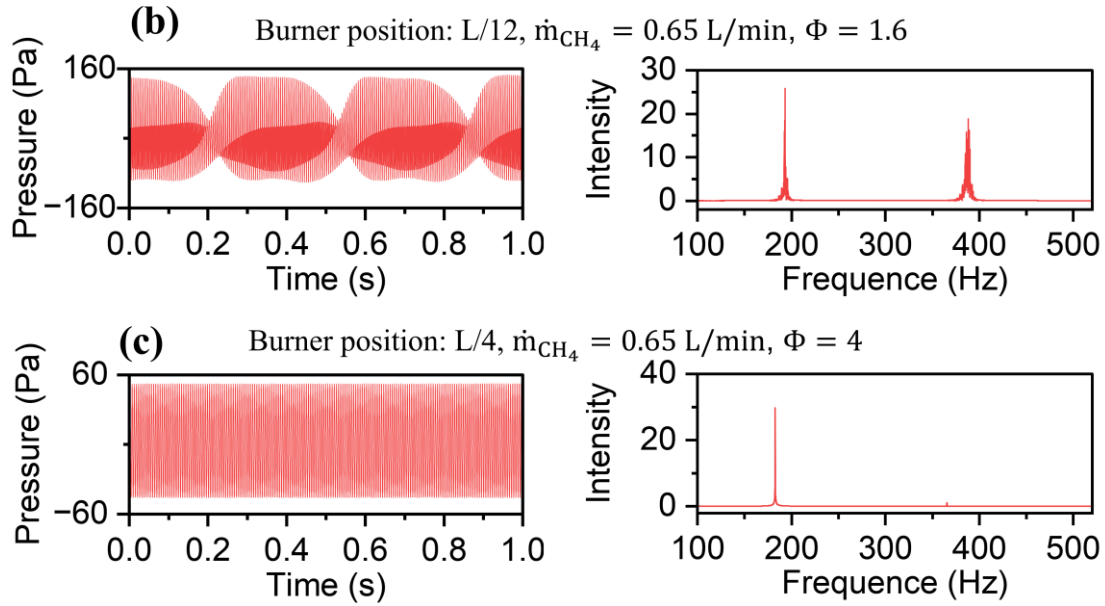 (b) Burner position: L/12, ṁ_CH₄ = 0.65 L/min, Φ = 1.6
Pressure (Pa)
160
−160
0.0 0.2 0.4 0.6 0.8 1.0
Time (s)
Intensity
30
20
10
0
100 200 300 400 500
Frequence (Hz)
(c) Burner position: L/4, ṁ_CH₄ = 0.65 L/min, Φ = 4
Pressure (Pa)
60
−60
0.0 0.2 0.4 0.6 0.8 1.0
Time (s)
Intensity
40
20
0
100 200 300 400 500
Frequence (Hz)